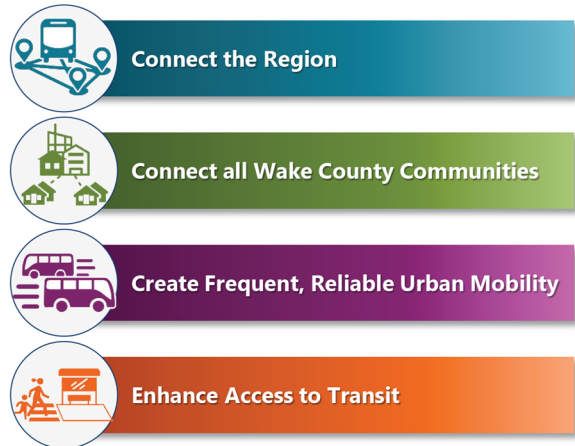 Connect the Region
Connect all Wake County Communities
Create Frequent, Reliable Urban Mobility
Enhance Access to Transit